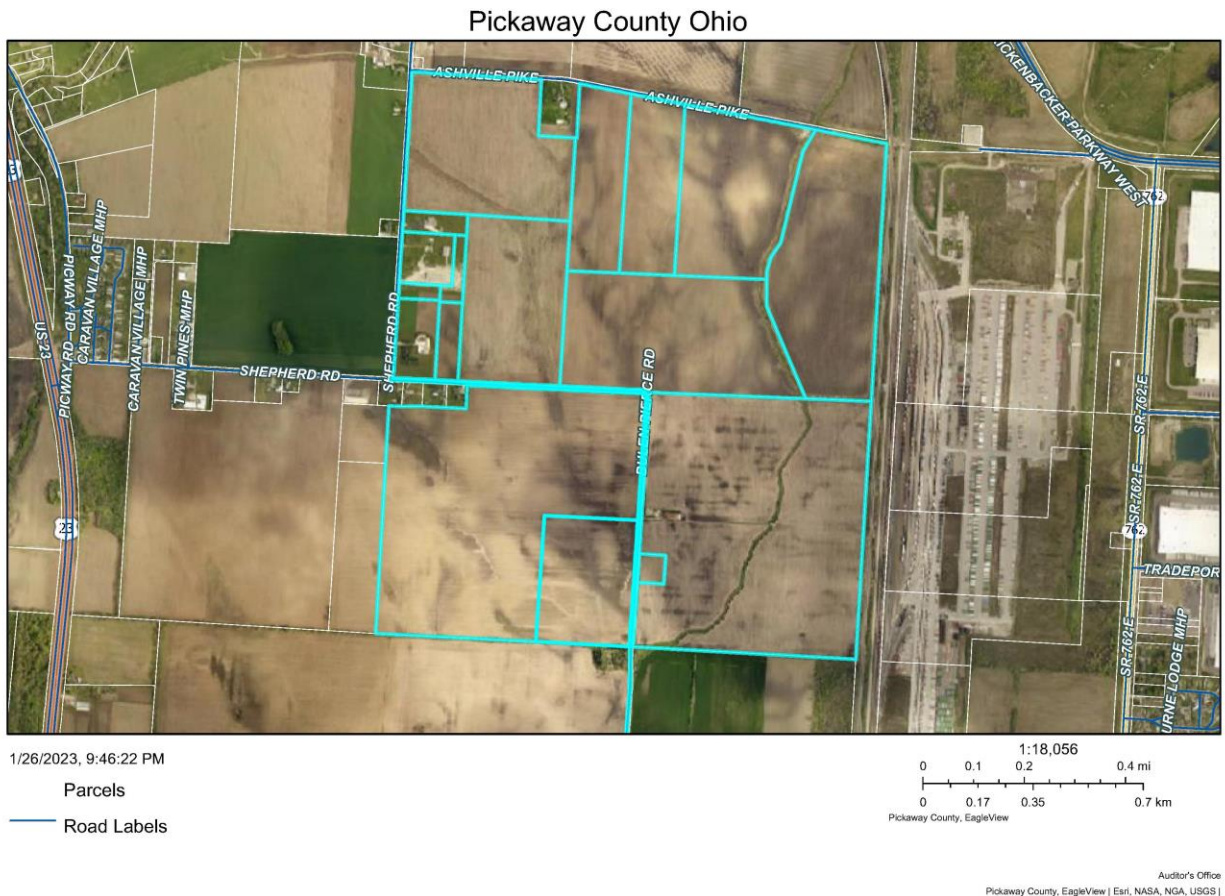 Pickaway County Ohio
ASHVILLE PIKE
ASHVILLE PIKE
RICKENBACKER PARKWAY WEST
762
PICWAY RD
CARAVAN VILLAGE MHP
CARAVAN VILLAGE MHP
TWIN PINES MHP
US 23
SHEPHERD RD
SHEPHERD RD
SR-762 E
23
SR-762 E
762
TRADEPOR
SR-762 E
URNE LODGE MHP
1/26/2023, 9:46:22 PM
Parcels
Road Labels
1:18,056
0 0.1 0.2 0.4 mi
0 0.17 0.35 0.7 km
Pickaway County, EagleView
Auditor's Office
Pickaway County, EagleView | Esri, NASA, NGA, USGS |